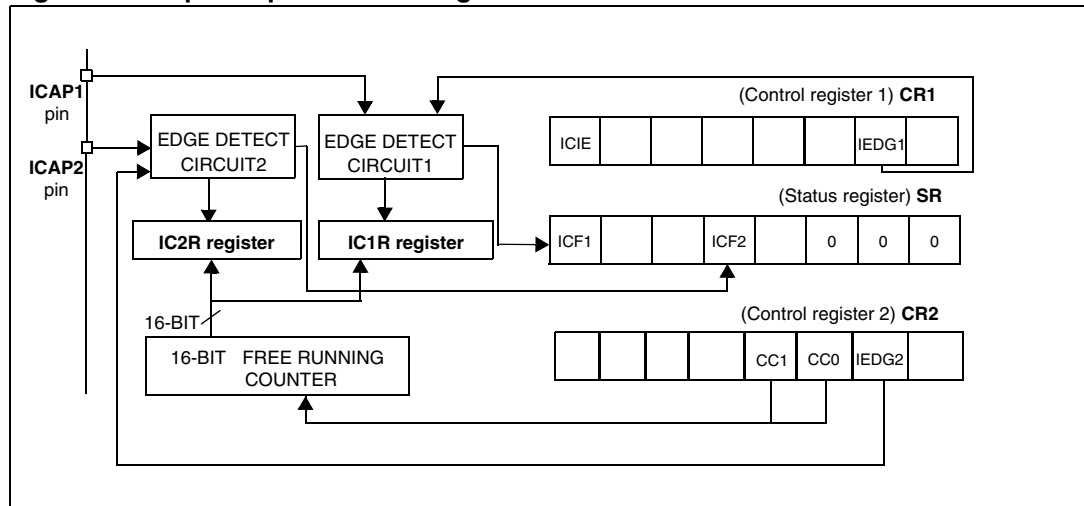 ICAP1
pin
ICAP2
pin
EDGE DETECT
CIRCUIT2
EDGE DETECT
CIRCUIT1
IC2R register
IC1R register
16-BIT
16-BIT FREE RUNNING
COUNTER
(Control register 1) CR1
ICIE
IEDG1
(Status register) SR
ICF1
ICF2
0
0
0
(Control register 2) CR2
CC1
CC0
IEDG2